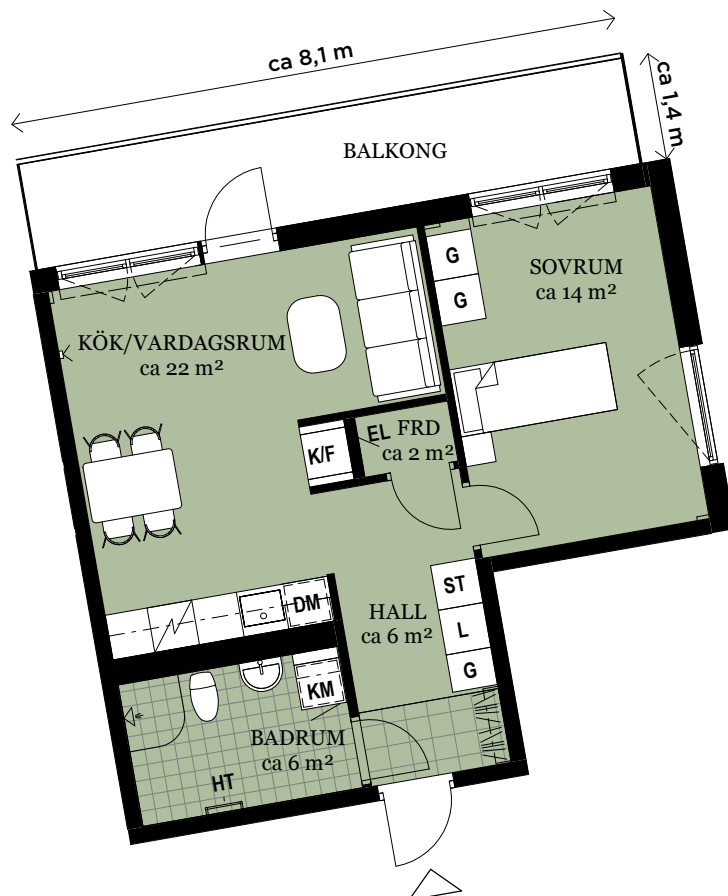 ca 8,1 m
ca 1,4 m
BALKONG
G
G
SOVRUM
ca 14 m²
KÖK/VARDAGSRUM
ca 22 m²
K/F
EL
FRD
ca 2 m²
DM
HALL
ca 6 m²
ST
L
G
KM
BADRUM
ca 6 m²
HT